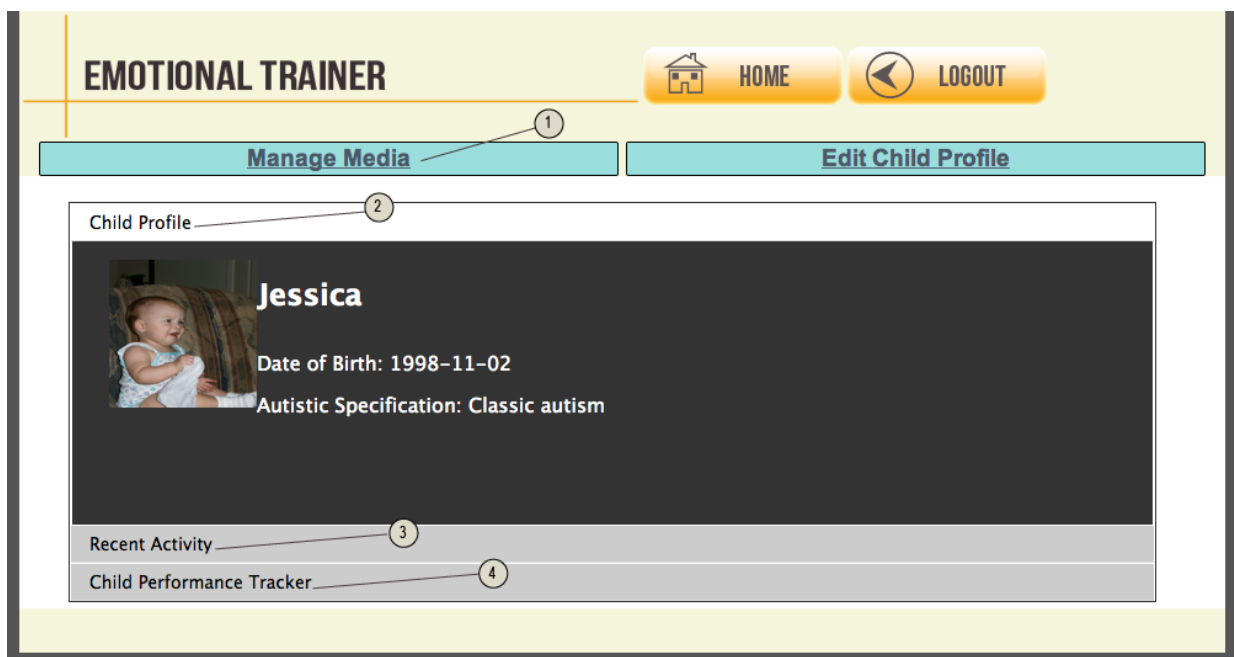 EMOTIONAL TRAINER
HOME
LOGOUT
1
Manage Media
Edit Child Profile
2
Child Profile
Jessica
Date of Birth: 1998-11-02
Autistic Specification: Classic autism
3
Recent Activity
4
Child Performance Tracker